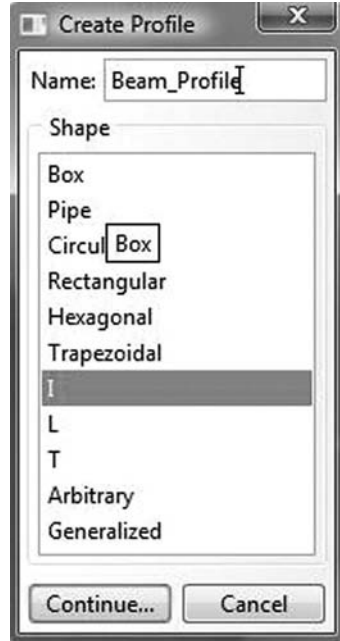 Create Profile
Name: Beam_Profile
Shape
Box
Pipe
Circul Box
Rectangular
Hexagonal
Trapezoidal
I
L
T
Arbitrary
Generalized
Continue... Cancel